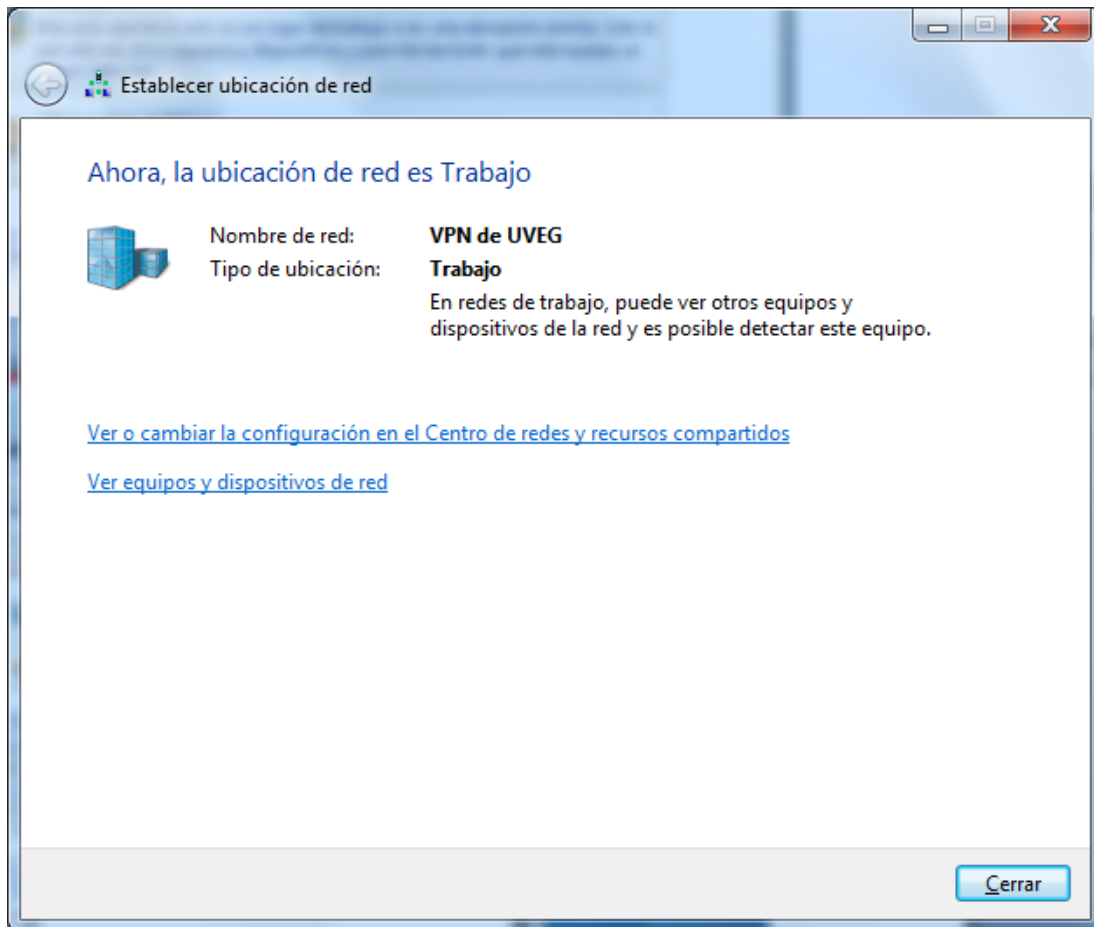 Establecer ubicación de red
Ahora, la ubicación de red es Trabajo
Nombre de red: VPN de UVEG
Tipo de ubicación: Trabajo
En redes de trabajo, puede ver otros equipos y
dispositivos de la red y es posible detectar este equipo.
Ver o cambiar la configuración en el Centro de redes y recursos compartidos
Ver equipos y dispositivos de red
Cerrar